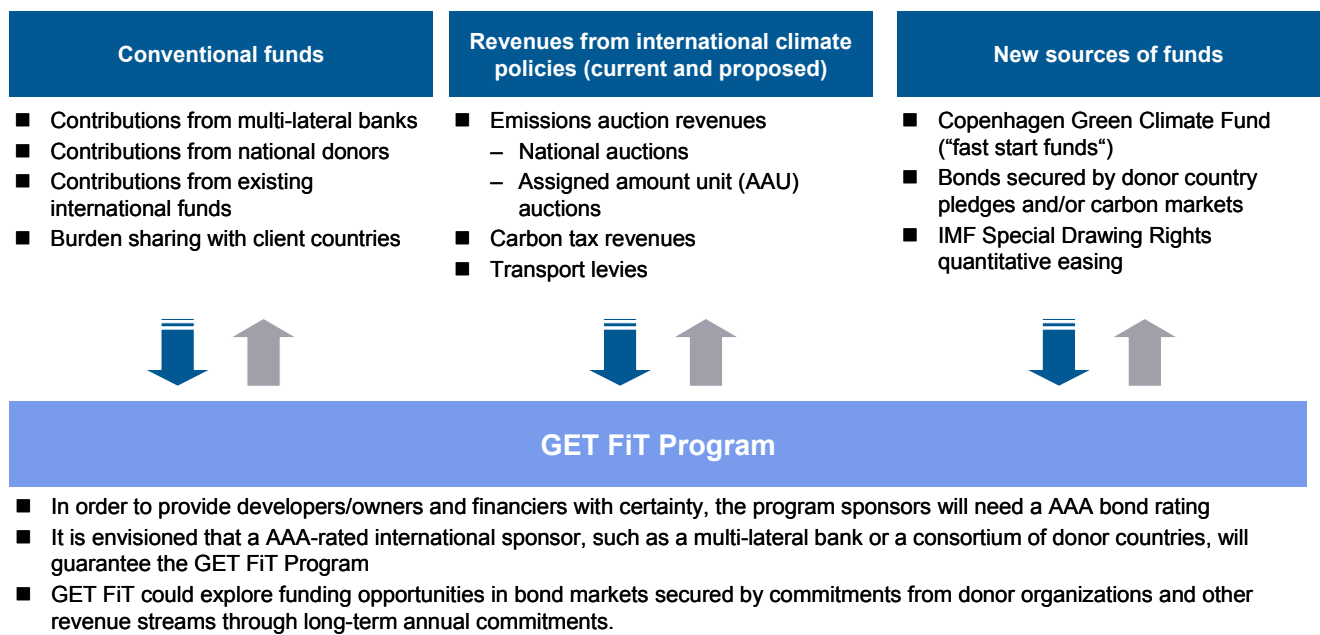 Conventional funds
■ Contributions from multi-lateral banks
■ Contributions from national donors
■ Contributions from existing
international funds
■ Burden sharing with client countries
Revenues from international climate
policies (current and proposed)
■ Emissions auction revenues
– National auctions
– Assigned amount unit (AAU)
auctions
■ Carbon tax revenues
■ Transport levies
New sources of funds
■ Copenhagen Green Climate Fund
(“fast start funds“)
■ Bonds secured by donor country
pledges and/or carbon markets
■ IMF Special Drawing Rights
quantitative easing
GET FiT Program
■ In order to provide developers/owners and financiers with certainty, the program sponsors will need a AAA bond rating
■ It is envisioned that a AAA-rated international sponsor, such as a multi-lateral bank or a consortium of donor countries, will
guarantee the GET FiT Program
■ GET FiT could explore funding opportunities in bond markets secured by commitments from donor organizations and other
revenue streams through long-term annual commitments.